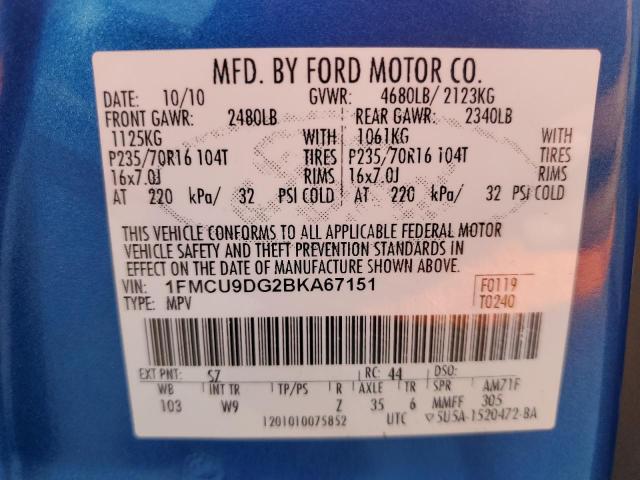 MFD. BY FORD MOTOR CO.
DATE: 10/10 GVWR: 4680LB/ 2123KG
FRONT GAWR: 2480LB REAR GAWR: 2340LB
1125KG WITH 1061KG WITH
P235/70R16 104T TIRES P235/70R16 104T TIRES
16x7.0J RIMS 16x7.0J RIMS
AT 220 kPa/ 32 PSI COLD AT 220 kPa/ 32 PSI COLD
THIS VEHICLE CONFORMS TO ALL APPLICABLE FEDERAL MOTOR
VEHICLE SAFETY AND THEFT PREVENTION STANDARDS IN
EFFECT ON THE DATE OF MANUFACTURE SHOWN ABOVE.
VIN: 1FMCU9DG2BKA67151 F0119
TYPE: MPV T0240
EXT PNT: SZ RC: 44 DSO:
WB INT TR TP/PS R AXLE TR SPR AM71F
103 W9 Z 35 6 MMFF 305
1201010075852 UTC ▽5U5A-1520472-BA